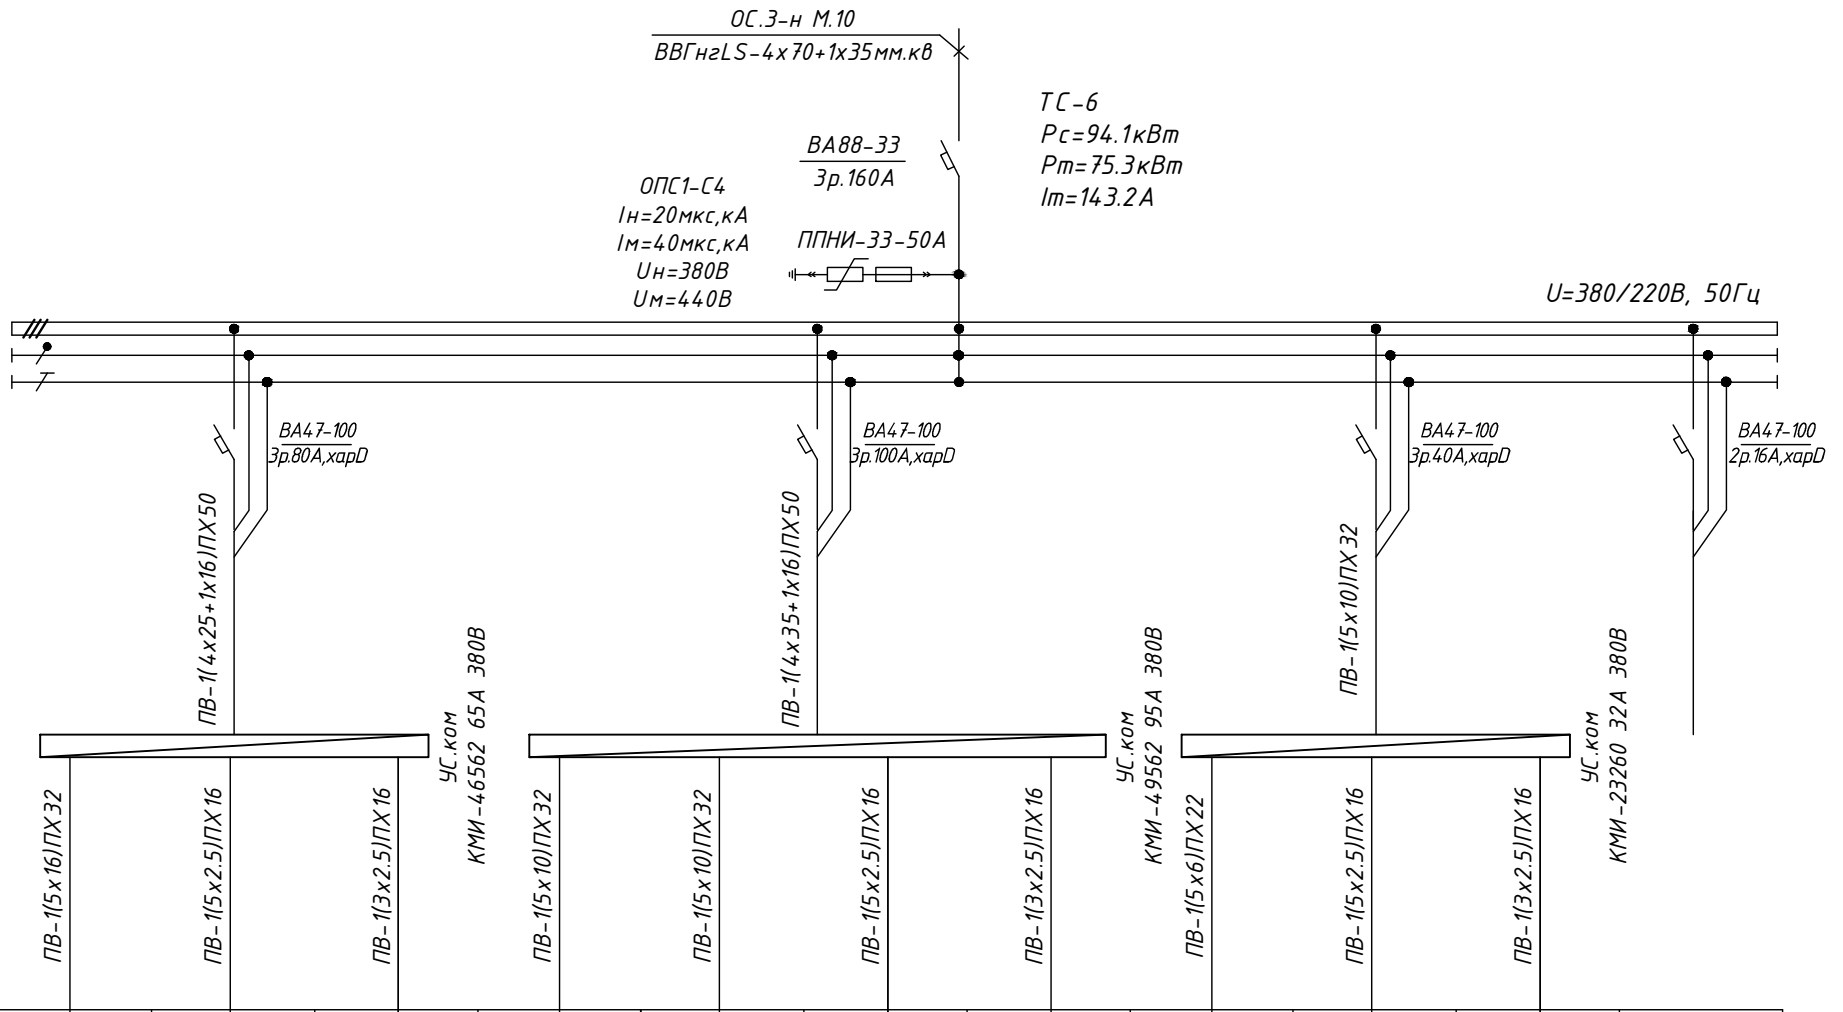 ОС.3-н М.10
ВВГнгLS-4х70+1х35мм.кв
ТС-6
Рс=94.1кВт
Рт=75.3кВт
Iт=143.2А
ВА88-33
3р.160А
ОПС1-С4
Iн=20мкс,кА
Iм=40мкс,кА
Uн=380В
Uм=440В
ППНИ-33-50А
U=380/220В, 50Гц
ВА47-100
3р.80А,харD
ВА47-100
3р.100А,харD
ВА47-100
3р.40А,харD
ВА47-100
2р.16А,харD
ПВ-1(4х25+1х16)ПХ50
ПВ-1(4х35+1х16)ПХ50
ПВ-1(5х10)ПХ32
УС.ком
КМИ-46562 65А 380В
УС.ком
КМИ-49562 95А 380В
УС.ком
КМИ-23260 32А 380В
ПВ-1(5х16)ПХ32
ПВ-1(5х2.5)ПХ16
ПВ-1(3х2.5)ПХ16
ПВ-1(5х10)ПХ32
ПВ-1(5х10)ПХ32
ПВ-1(5х2.5)ПХ16
ПВ-1(3х2.5)ПХ16
ПВ-1(5х6)ПХ22
ПВ-1(5х2.5)ПХ16
ПВ-1(3х2.5)ПХ16